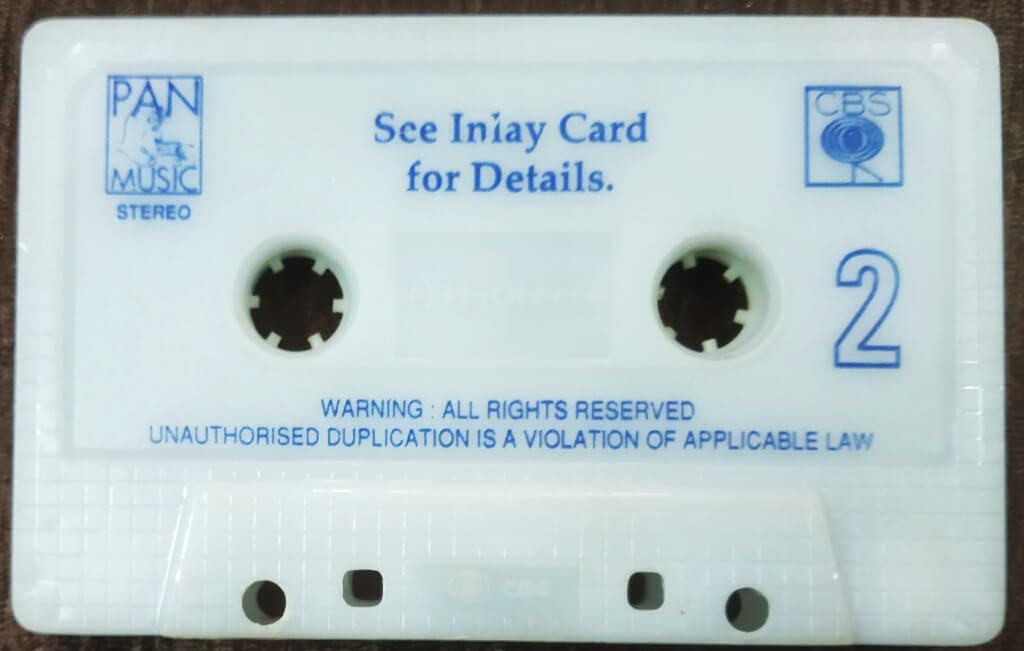 PAN
MUSIC
STEREO
See Inlay Card
for Details.
CBS
2
WARNING : ALL RIGHTS RESERVED
UNAUTHORISED DUPLICATION IS A VIOLATION OF APPLICABLE LAW
CBS